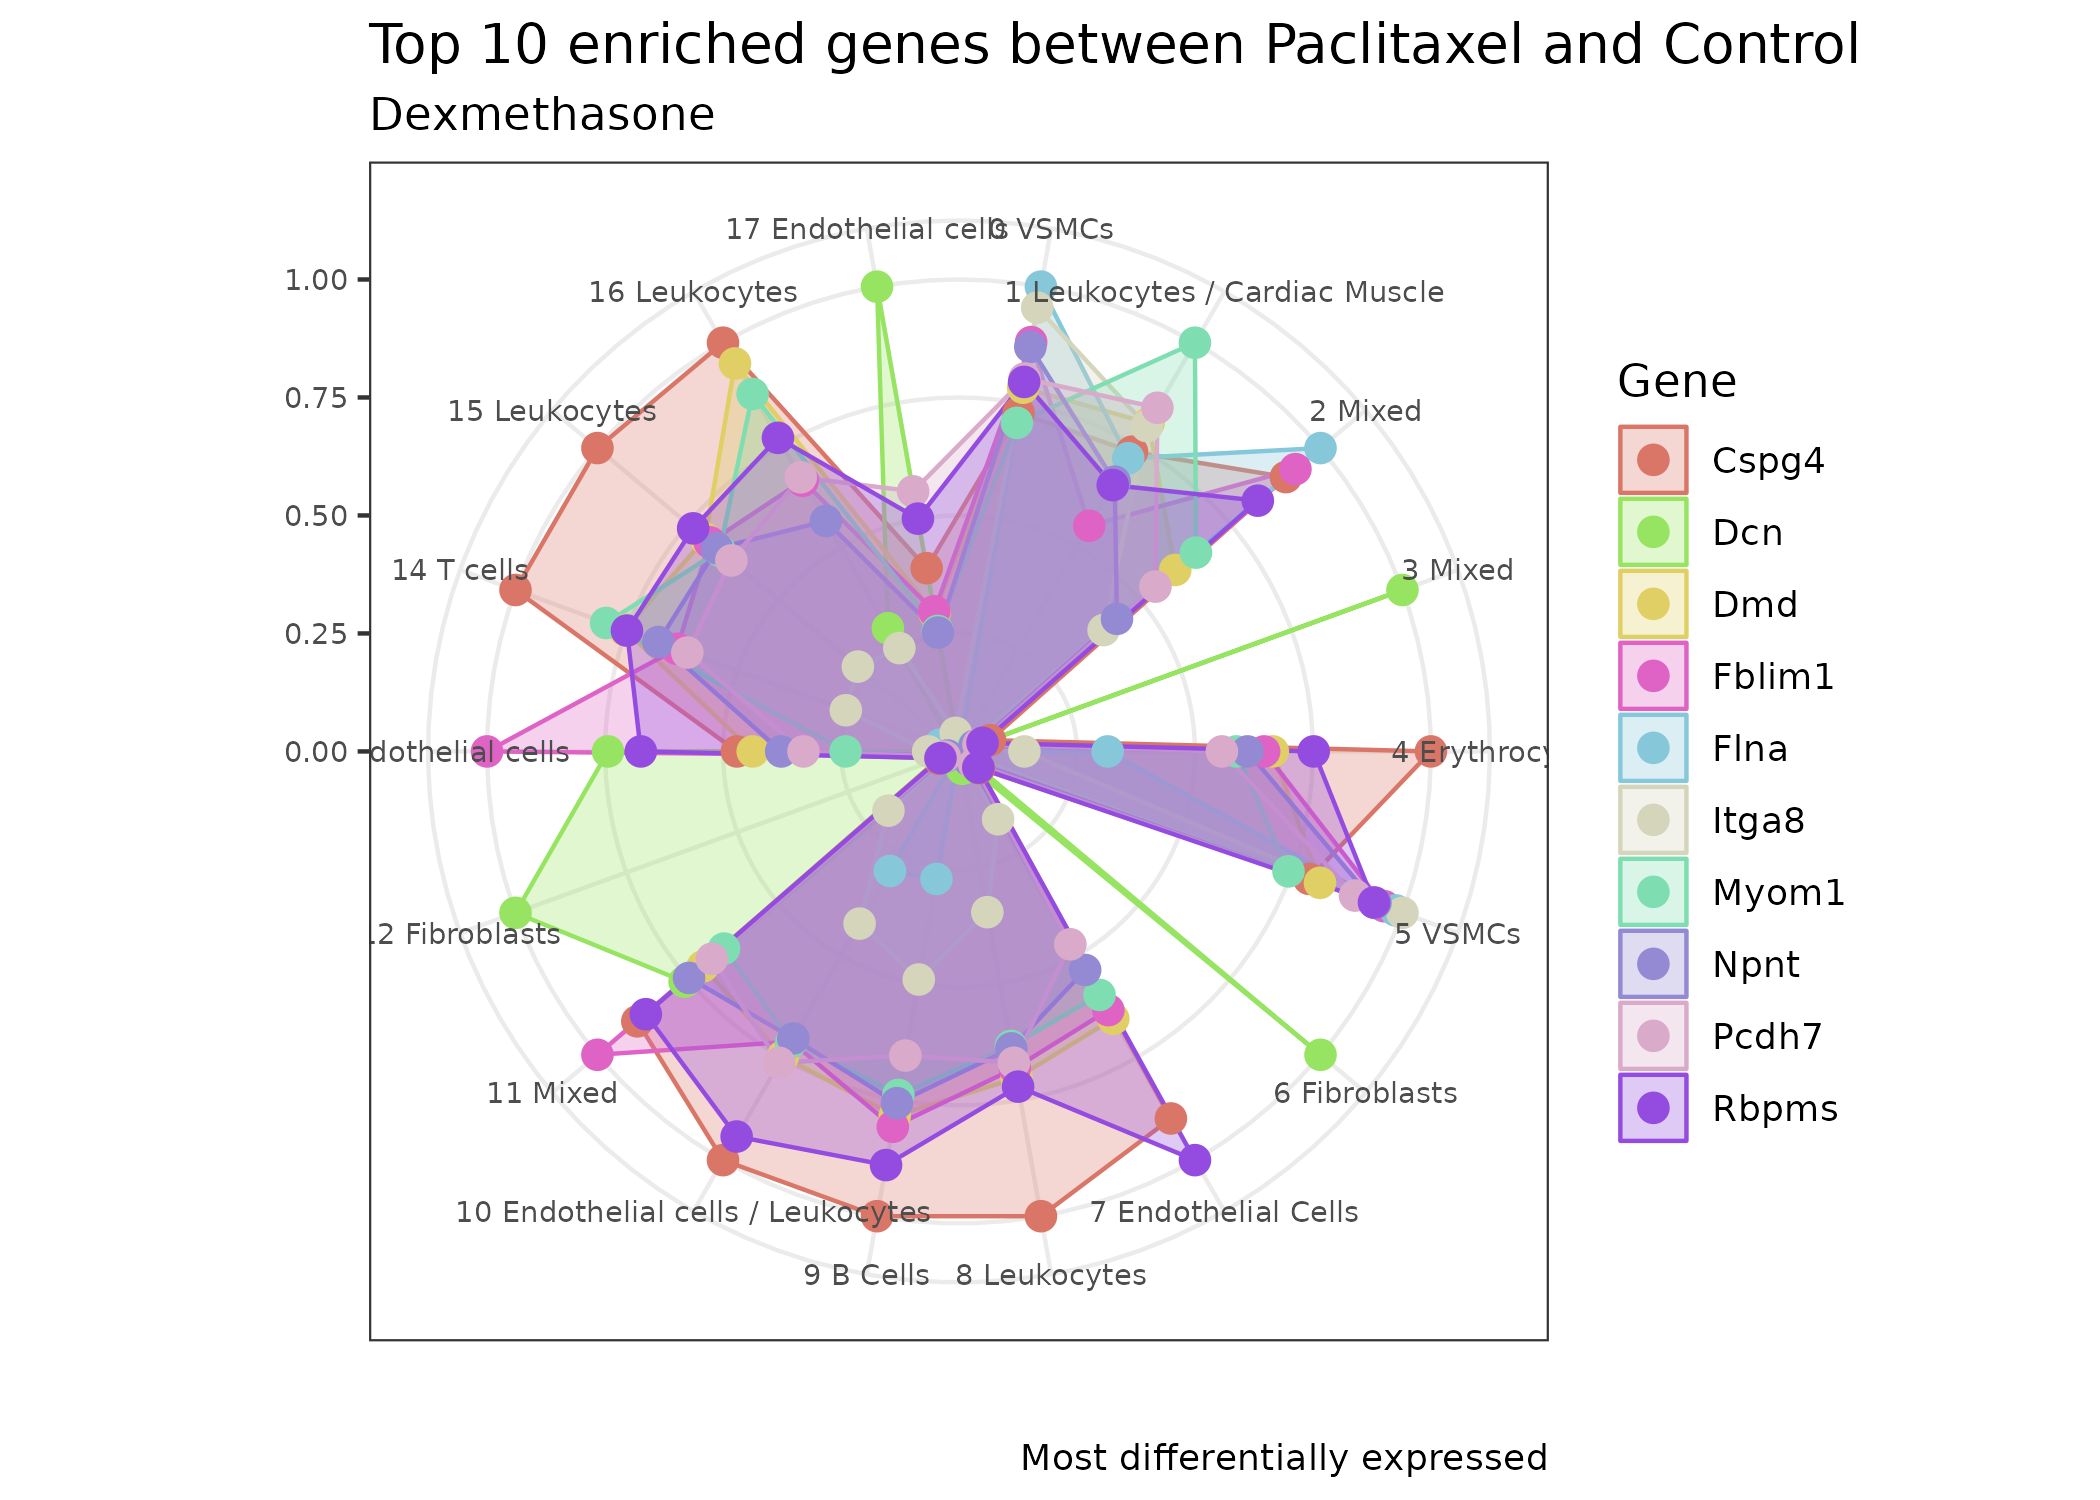 Top 10 enriched genes between Paclitaxel and Control
Dexmethasone
17 Endothelial cells
0 VSMCs
16 Leukocytes
1 Leukocytes / Cardiac Muscle
15 Leukocytes
2 Mixed
14 T cells
3 Mixed
dothelial cells
4 Erythrocy
12 Fibroblasts
5 VSMCs
11 Mixed
6 Fibroblasts
10 Endothelial cells / Leukocytes
7 Endothelial Cells
9 B Cells
8 Leukocytes
1.00
0.75
0.50
0.25
0.00
Gene
Cspg4
Dcn
Dmd
Fblim1
Flna
Itga8
Myom1
Npnt
Pcdh7
Rbpms
Most differentially expressed